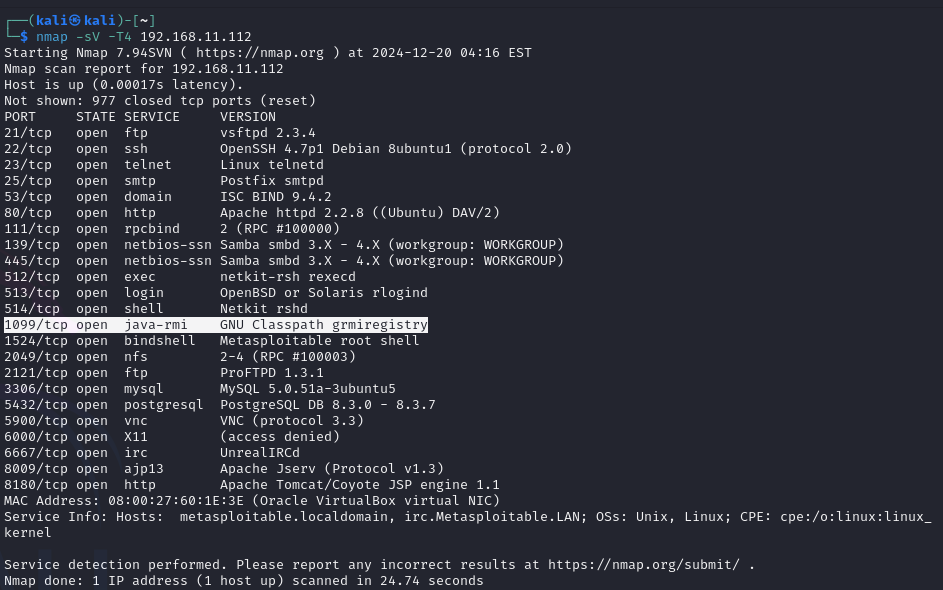 ┌──(kali㉿kali)-[~]
└─$ nmap -sV -T4 192.168.11.112
Starting Nmap 7.94SVN ( https://nmap.org ) at 2024-12-20 04:16 EST
Nmap scan report for 192.168.11.112
Host is up (0.00017s latency).
Not shown: 977 closed tcp ports (reset)
PORT     STATE SERVICE     VERSION
21/tcp   open  ftp         vsftpd 2.3.4
22/tcp   open  ssh         OpenSSH 4.7p1 Debian 8ubuntu1 (protocol 2.0)
23/tcp   open  telnet      Linux telnetd
25/tcp   open  smtp        Postfix smtpd
53/tcp   open  domain      ISC BIND 9.4.2
80/tcp   open  http        Apache httpd 2.2.8 ((Ubuntu) DAV/2)
111/tcp  open  rpcbind     2 (RPC #100000)
139/tcp  open  netbios-ssn Samba smbd 3.X - 4.X (workgroup: WORKGROUP)
445/tcp  open  netbios-ssn Samba smbd 3.X - 4.X (workgroup: WORKGROUP)
512/tcp  open  exec        netkit-rsh rexecd
513/tcp  open  login       OpenBSD or Solaris rlogind
514/tcp  open  shell       Netkit rshd
1099/tcp open  java-rmi    GNU Classpath grmiregistry
1524/tcp open  bindshell   Metasploitable root shell
2049/tcp open  nfs         2-4 (RPC #100003)
2121/tcp open  ftp         ProFTPD 1.3.1
3306/tcp open  mysql       MySQL 5.0.51a-3ubuntu5
5432/tcp open  postgresql  PostgreSQL DB 8.3.0 - 8.3.7
5900/tcp open  vnc         VNC (protocol 3.3)
6000/tcp open  X11         (access denied)
6667/tcp open  irc         UnrealIRCd
8009/tcp open  ajp13       Apache Jserv (Protocol v1.3)
8180/tcp open  http        Apache Tomcat/Coyote JSP engine 1.1
MAC Address: 08:00:27:60:1E:3E (Oracle VirtualBox virtual NIC)
Service Info: Hosts:  metasploitable.localdomain, irc.Metasploitable.LAN; OSs: Unix, Linux; CPE: cpe:/o:linux:linux_
kernel
Service detection performed. Please report any incorrect results at https://nmap.org/submit/ .
Nmap done: 1 IP address (1 host up) scanned in 24.74 seconds